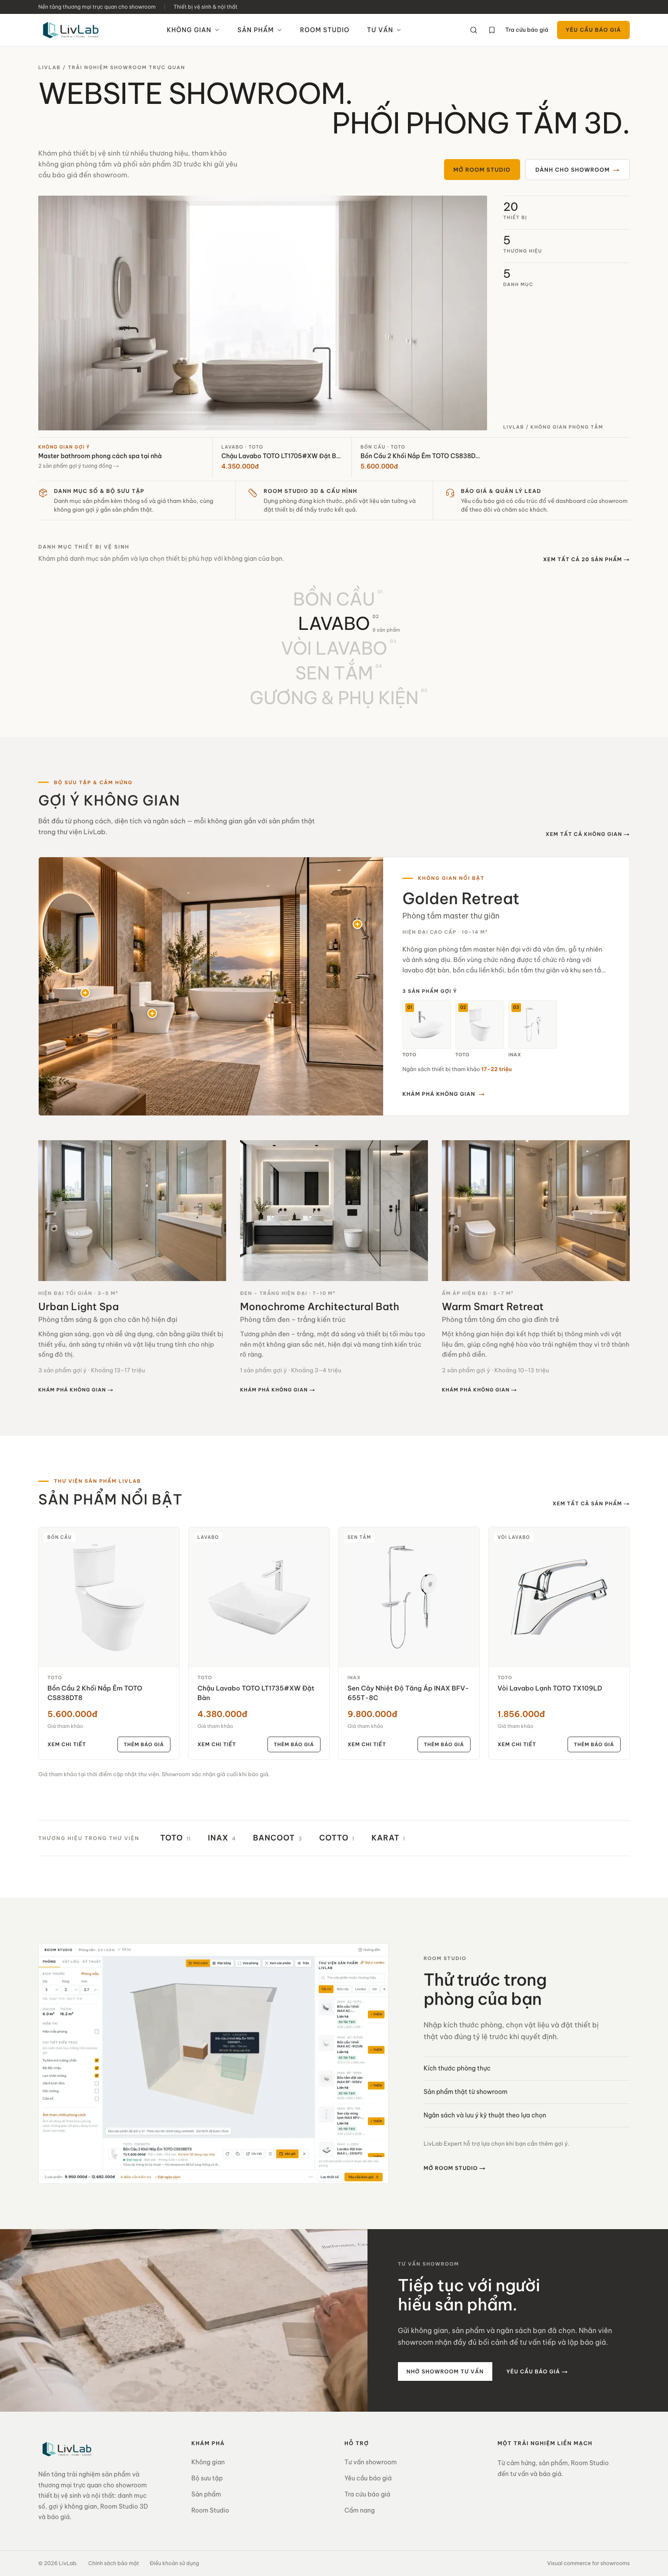 Nền tảng thương mại trực quan cho showroom | Thiết bị vệ sinh & nội thất
LivLab
KHÔNG GIAN
SẢN PHẨM
ROOM STUDIO
TƯ VẤN
Tra cứu báo giá
YÊU CẦU BÁO GIÁ
LIVLAB / TRẢI NGHIỆM SHOWROOM TRỰC QUAN
WEBSITE SHOWROOM.
PHỐI PHÒNG TẮM 3D.
Khám phá thiết bị vệ sinh từ nhiều thương hiệu, tham khảo
không gian phòng tắm và phối sản phẩm 3D trước khi gửi yêu
cầu báo giá đến showroom.
MỞ ROOM STUDIO
DÀNH CHO SHOWROOM →
20
THIẾT BỊ
5
THƯƠNG HIỆU
5
DANH MỤC
LIVLAB / KHÔNG GIAN PHÒNG TẮM
KHÔNG GIAN GỢI Ý
Master bathroom phong cách spa tại nhà
2 sản phẩm gợi ý tương đồng →
LAVABO · TOTO
Chậu Lavabo TOTO LT1705#XW Đặt B...
4.350.000đ
BỒN CẦU · TOTO
Bồn Cầu 2 Khối Nắp Êm TOTO CS838D...
5.600.000đ
DANH MỤC SỐ & BỘ SƯU TẬP
Danh mục sản phẩm kèm thông số và giá tham khảo, cùng
không gian gợi ý gắn sản phẩm thật.
ROOM STUDIO 3D & CẤU HÌNH
Dựng phòng đúng kích thước, phối vật liệu sàn tường và
đặt thiết bị để thấy trước kết quả.
BÁO GIÁ & QUẢN LÝ LEAD
Yêu cầu báo giá có cấu trúc đổ về dashboard của showroom
để theo dõi và chăm sóc khách.
DANH MỤC THIẾT BỊ VỆ SINH
Khám phá danh mục sản phẩm và lựa chọn thiết bị phù hợp với không gian của bạn.
XEM TẤT CẢ 20 SẢN PHẨM →
BỒN CẦU 01
LAVABO 02
6 sản phẩm
VÒI LAVABO 03
SEN TẮM 04
GƯƠNG & PHỤ KIỆN 05
BỘ SƯU TẬP & CẢM HỨNG
GỢI Ý KHÔNG GIAN
Bắt đầu từ phong cách, diện tích và ngân sách — mỗi không gian gắn với sản phẩm thật
trong thư viện LivLab.
XEM TẤT CẢ KHÔNG GIAN →
KHÔNG GIAN NỔI BẬT
Golden Retreat
Phòng tắm master thư giãn
HIỆN ĐẠI CAO CẤP · 10–14 M²
Không gian phòng tắm master hiện đại với đá vân ấm, gỗ tự nhiên
và ánh sáng dịu. Bồn vùng chức năng được tổ chức rõ ràng với
lavabo đặt bàn, bồn cầu liền khối, bồn tắm thư giãn và khu sen tắ...
3 SẢN PHẨM GỢI Ý
01
02
03
TOTO
TOTO
INAX
Ngân sách thiết bị tham khảo 17–22 triệu
KHÁM PHÁ KHÔNG GIAN →
HIỆN ĐẠI TỐI GIẢN · 3–5 M²
Urban Light Spa
Phòng tắm sáng & gọn cho căn hộ hiện đại
Không gian sáng, gọn và dễ ứng dụng, cân bằng giữa thiết bị
thiết yếu, ánh sáng tự nhiên và vật liệu trung tính cho nhịp
sống đô thị.
3 sản phẩm gợi ý · Khoảng 13–17 triệu
KHÁM PHÁ KHÔNG GIAN →
ĐEN – TRẮNG HIỆN ĐẠI · 7–10 M²
Monochrome Architectural Bath
Phòng tắm đen – trắng kiến trúc
Tương phản đen – trắng, mặt đá sáng và thiết bị tối màu tạo
nên một không gian sắc nét, hiện đại và mang tính kiến trúc
rõ ràng.
1 sản phẩm gợi ý · Khoảng 3–4 triệu
KHÁM PHÁ KHÔNG GIAN →
ẤM ÁP HIỆN ĐẠI · 5–7 M²
Warm Smart Retreat
Phòng tắm tông ấm cho gia đình trẻ
Một không gian hiện đại kết hợp thiết bị thông minh với vật
liệu ấm, giúp công nghệ hòa vào trải nghiệm thay vì trở thành
điểm phô diễn.
2 sản phẩm gợi ý · Khoảng 10–13 triệu
KHÁM PHÁ KHÔNG GIAN →
THƯ VIỆN SẢN PHẨM LIVLAB
SẢN PHẨM NỔI BẬT
XEM TẤT CẢ SẢN PHẨM →
BỒN CẦU
TOTO
Bồn Cầu 2 Khối Nắp Êm TOTO
CS838DT8
5.600.000đ
Giá tham khảo
XEM CHI TIẾT
THÊM BÁO GIÁ
LAVABO
TOTO
Chậu Lavabo TOTO LT1735#XW Đặt
Bàn
4.380.000đ
Giá tham khảo
XEM CHI TIẾT
THÊM BÁO GIÁ
SEN TẮM
INAX
Sen Cây Nhiệt Độ Tăng Áp INAX BFV-
655T-8C
9.800.000đ
Giá tham khảo
XEM CHI TIẾT
THÊM BÁO GIÁ
VÒI LAVABO
TOTO
Vòi Lavabo Lạnh TOTO TX109LD
1.856.000đ
Giá tham khảo
XEM CHI TIẾT
THÊM BÁO GIÁ
Giá tham khảo tại thời điểm cập nhật thư viện. Showroom xác nhận giá cuối khi báo giá.
THƯƠNG HIỆU TRONG THƯ VIỆN
TOTO 11
INAX 4
BANCOOT 3
COTTO 1
KARAT 1
ROOM STUDIO
THƯ VIỆN SẢN PHẨM
LIVLAB
Bồn Cầu 2 Khối Nắp Êm TOTO CS838DT8
ROOM STUDIO
Thử trước trong
phòng của bạn
Nhập kích thước phòng, chọn vật liệu và đặt thiết bị
thật vào đúng tỷ lệ trước khi quyết định.
Kích thước phòng thực
Sản phẩm thật từ showroom
Ngân sách và lưu ý kỹ thuật theo lựa chọn
LivLab Expert hỗ trợ lựa chọn khi bạn cần thêm gợi ý.
MỞ ROOM STUDIO →
TƯ VẤN SHOWROOM
Tiếp tục với người
hiểu sản phẩm.
Gửi không gian, sản phẩm và ngân sách bạn đã chọn. Nhân viên
showroom nhận đầy đủ bối cảnh để tư vấn tiếp và lập báo giá.
NHỜ SHOWROOM TƯ VẤN
YÊU CẦU BÁO GIÁ →
LivLab
Nền tảng trải nghiệm sản phẩm và
thương mại trực quan cho showroom
thiết bị vệ sinh và nội thất: danh mục
số, gợi ý không gian, Room Studio 3D
và báo giá.
KHÁM PHÁ
Không gian
Bộ sưu tập
Sản phẩm
Room Studio
HỖ TRỢ
Tư vấn showroom
Yêu cầu báo giá
Tra cứu báo giá
Cẩm nang
MỘT TRẢI NGHIỆM LIỀN MẠCH
Từ cảm hứng, sản phẩm, Room Studio
đến tư vấn và báo giá.
© 2026 LivLab.
Chính sách bảo mật
Điều khoản sử dụng
Visual commerce for showrooms